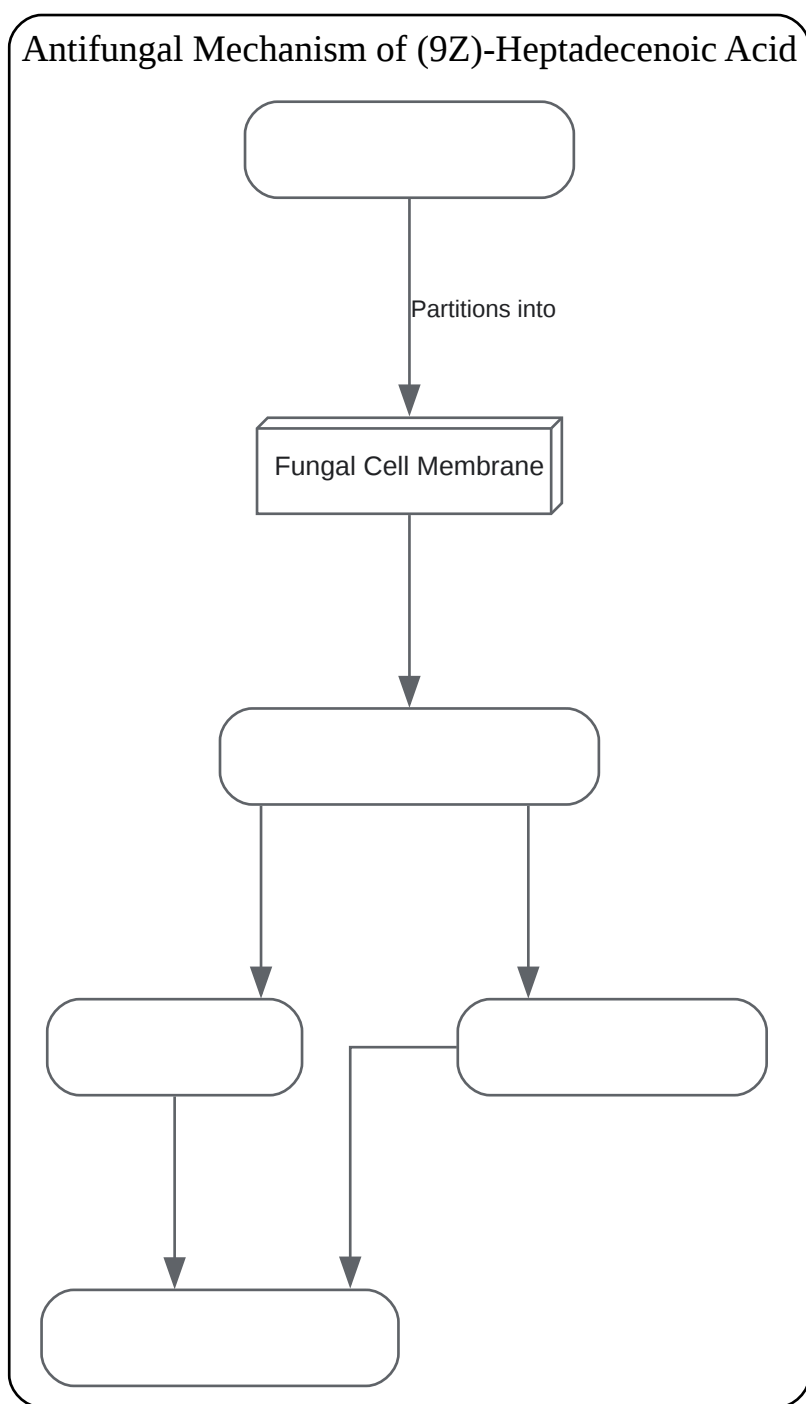 Antifungal Mechanism of (9Z)-Heptadecenoic Acid
Partitions into
Fungal Cell Membrane